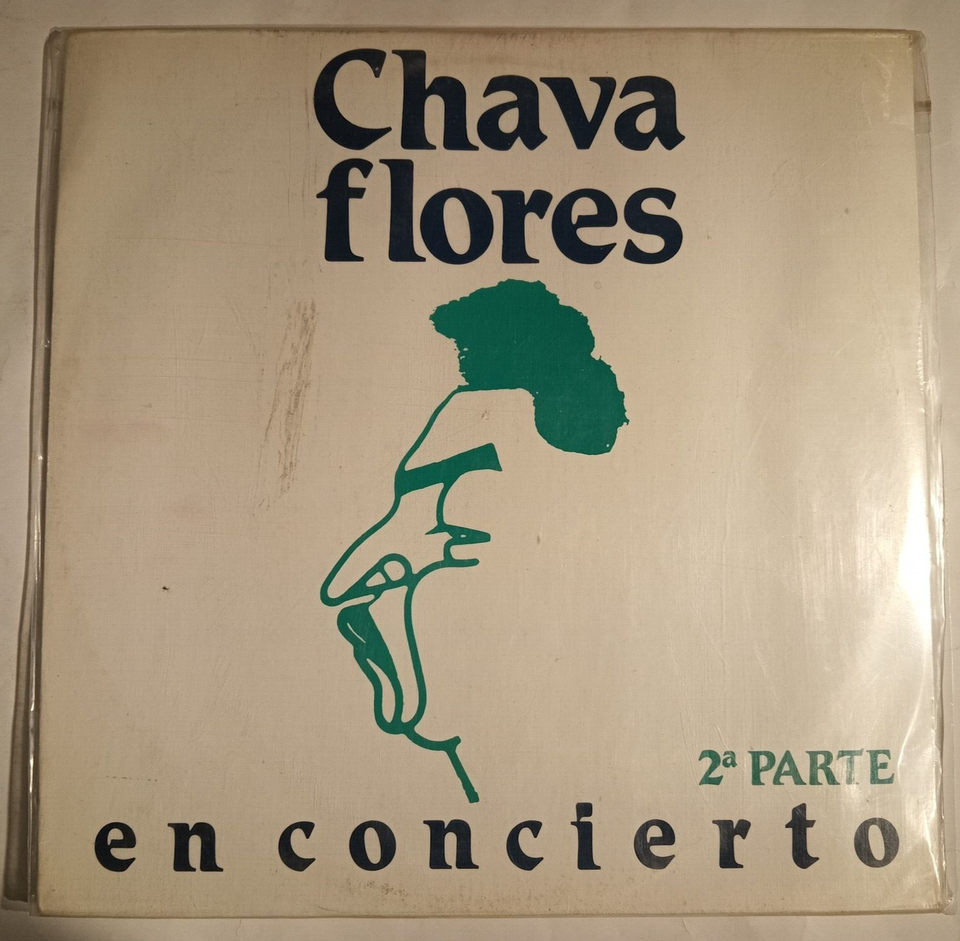 Chava
flores
2ª PARTE
en concierto